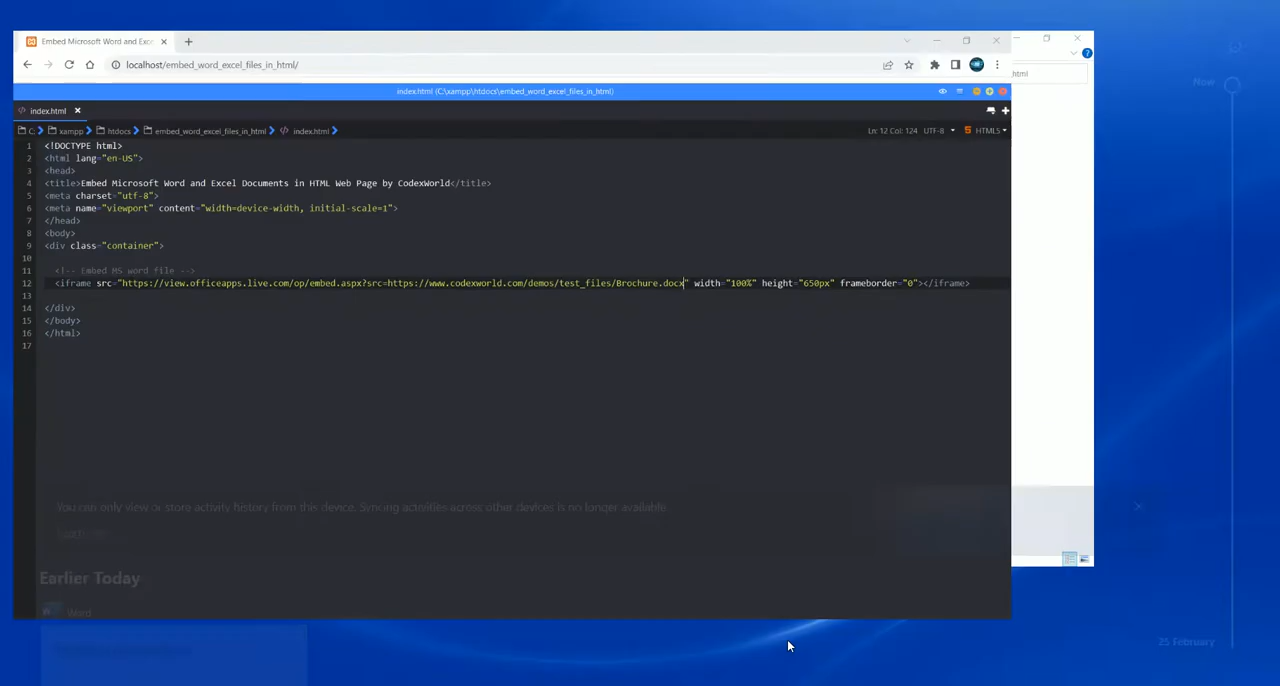 Embed Microsoft Word and Exce
localhost/embed_word_excel_files_in_html/
index.html (C:\xampp\htdocs\embed_word_excel_files_in_html)
index.html
C: xampp htdocs embed_word_excel_files_in_html index.html Ln: 12 Col: 124 UTF-8 HTML5
1 <!DOCTYPE html>
2 <html lang="en-US">
3 <head>
4 <title>Embed Microsoft Word and Excel Documents in HTML Web Page by CodexWorld</title>
5 <meta charset="utf-8">
6 <meta name="viewport" content="width=device-width, initial-scale=1">
7 </head>
8 <body>
9 <div class="container">
10
11 <!-- Embed MS word file -->
12 <iframe src="https://view.officeapps.live.com/op/embed.aspx?src=https://www.codexworld.com/demos/test_files/Brochure.docx" width="100%" height="650px" frameborder="0"></iframe>
13
14 </div>
15 </body>
16 </html>
17
html
Now
You can only view or store activity history from this device. Syncing activities across other devices is no longer available.
Earlier Today
Word
25 February